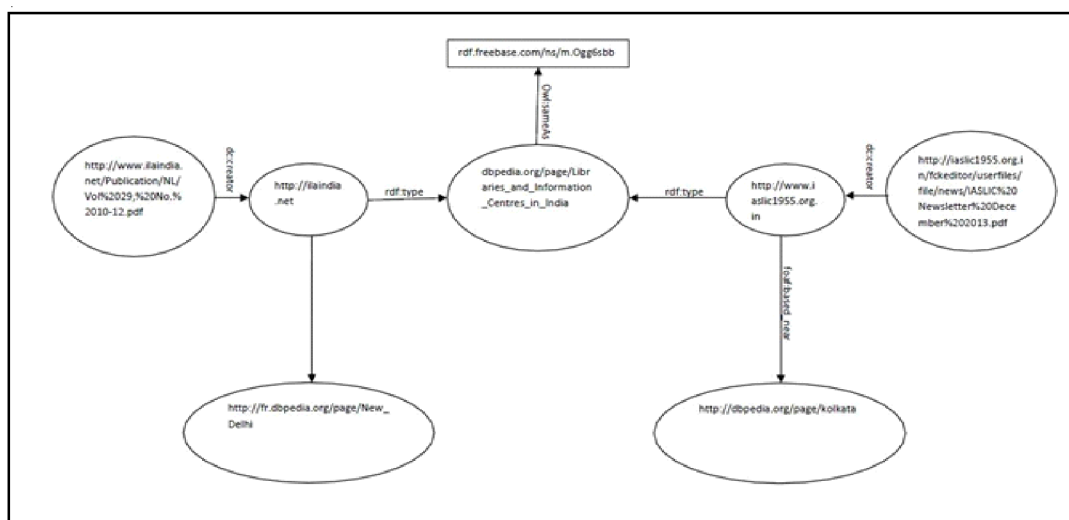 rdf:freebase.com/ns/m.Ogg6sbb
Owl:sameAs
http://www.ilaindia.
net/Publication/NL/
Vol%2029,%20No.%
2010-12.pdf
dc:creator
http://ilaindia
.net
rdf:type
dbpedia.org/page/Libr
aries_and_Information
_Centres_in_India
rdf:type
http://www.i
aslic1955.org.
in
dc:creator
http://iaslic1955.org.i
n/fckeditor/userfiles/
file/news/IASLIC%20
Newsletter%20Dece
mber%202013.pdf
foaf:based_near
http://fr.dbpedia.org/page/New_
Delhi
http://dbpedia.org/page/kolkata